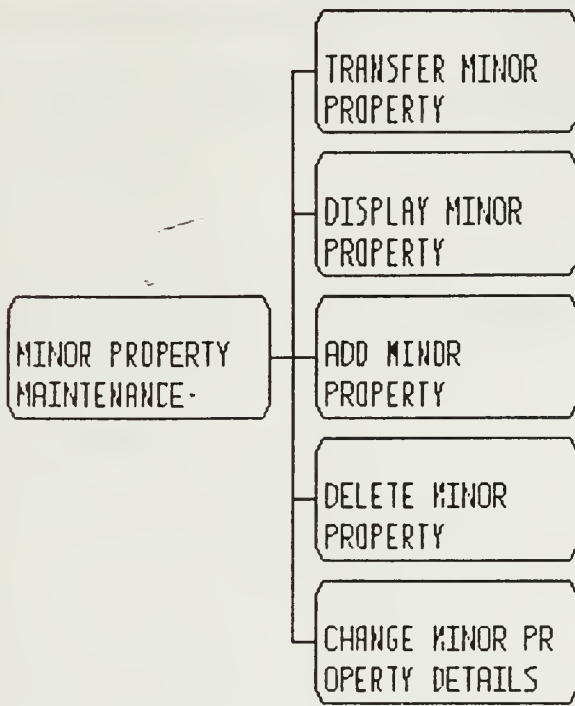 TRANSFER MINOR
PROPERTY
DISPLAY MINOR
PROPERTY
MINOR PROPERTY
MAINTENANCE-
ADD MINOR
PROPERTY
DELETE MINOR
PROPERTY
CHANGE MINOR PR
OPERTY DETAILS